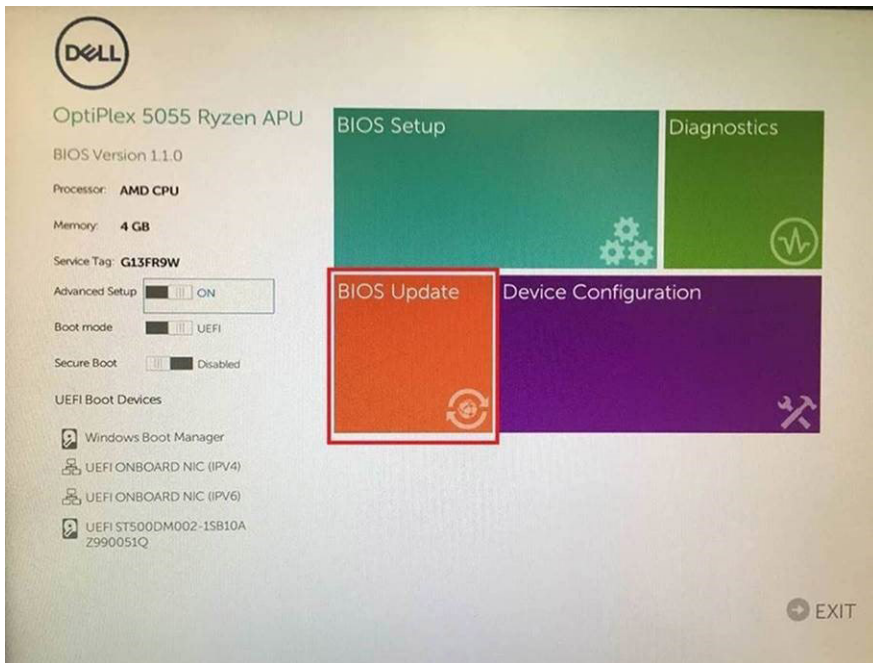 DELL
OptiPlex 5055 Ryzen APU
BIOS Version 1.1.0
Processor: AMD CPU
Memory: 4 GB
Service Tag: G13FR9W
Advanced Setup ON
Boot mode UEFI
Secure Boot Disabled
UEFI Boot Devices
Windows Boot Manager
UEFI ONBOARD NIC (IPV4)
UEFI ONBOARD NIC (IPV6)
UEFI ST500DM002-1SB10A
Z990051Q
BIOS Setup
Diagnostics
BIOS Update
Device Configuration
EXIT